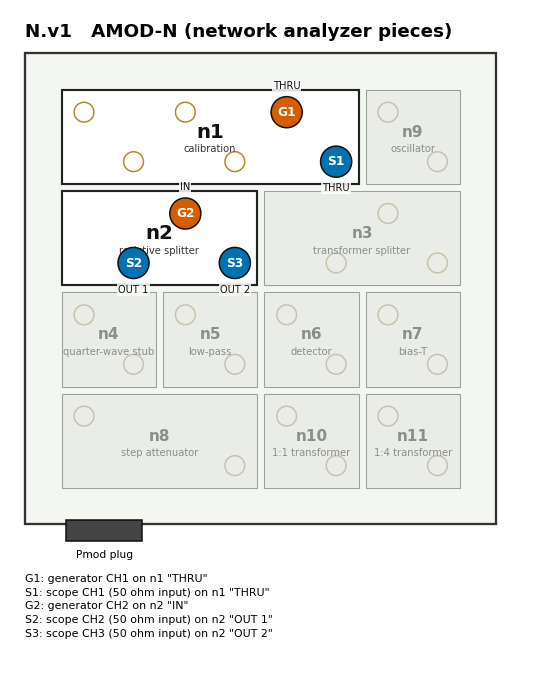 N.v1   AMOD-N (network analyzer pieces)
THRU
G1
n1
calibration
S1
THRU
n9
oscillator
IN
G2
n2
resistive splitter
S2
S3
OUT 1
OUT 2
n3
transformer splitter
n4
quarter-wave stub
n5
low-pass
n6
detector
n7
bias-T
n8
step attenuator
n10
1:1 transformer
n11
1:4 transformer
Pmod plug
G1: generator CH1 on n1 "THRU"
S1: scope CH1 (50 ohm input) on n1 "THRU"
G2: generator CH2 on n2 "IN"
S2: scope CH2 (50 ohm input) on n2 "OUT 1"
S3: scope CH3 (50 ohm input) on n2 "OUT 2"